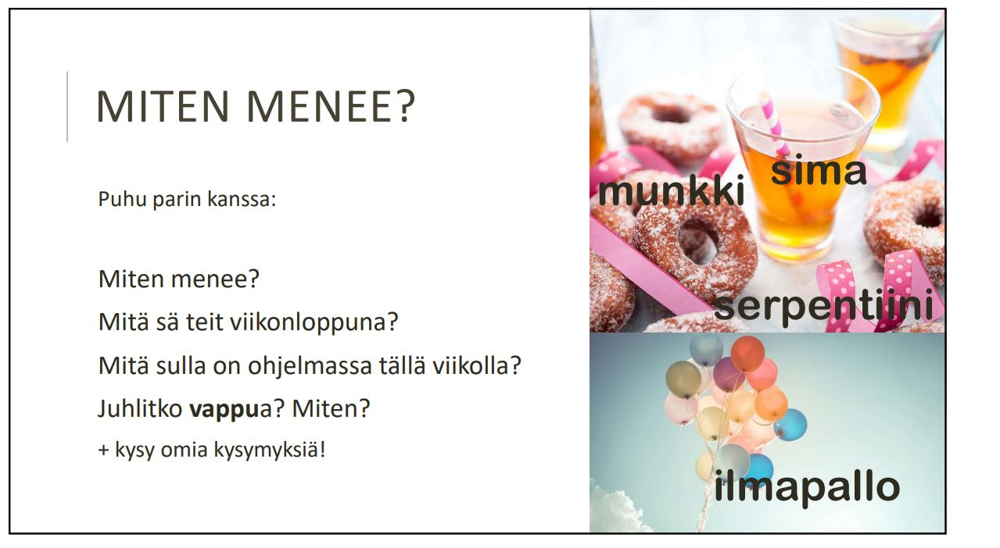 MITEN MENEE?
Puhu parin kanssa:
Miten menee?
Mitä sä teit viikonloppuna?
Mitä sulla on ohjelmassa tällä viikolla?
Juhlitko vappua? Miten?
+ kysy omia kysymyksiä!
sima
munkki
serpentiini
ilmapallo